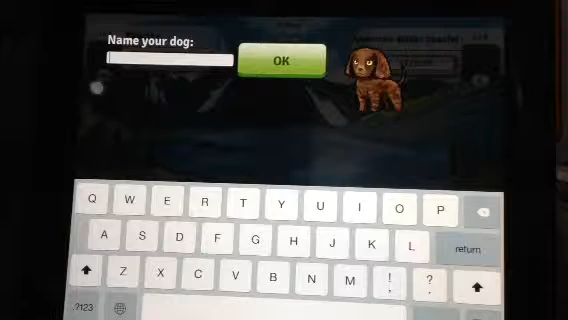 Name your dog:
OK
Q W E R T Y U I O P
A S D F G H J K L return
Z X C V B N M ! , ? .
.?123